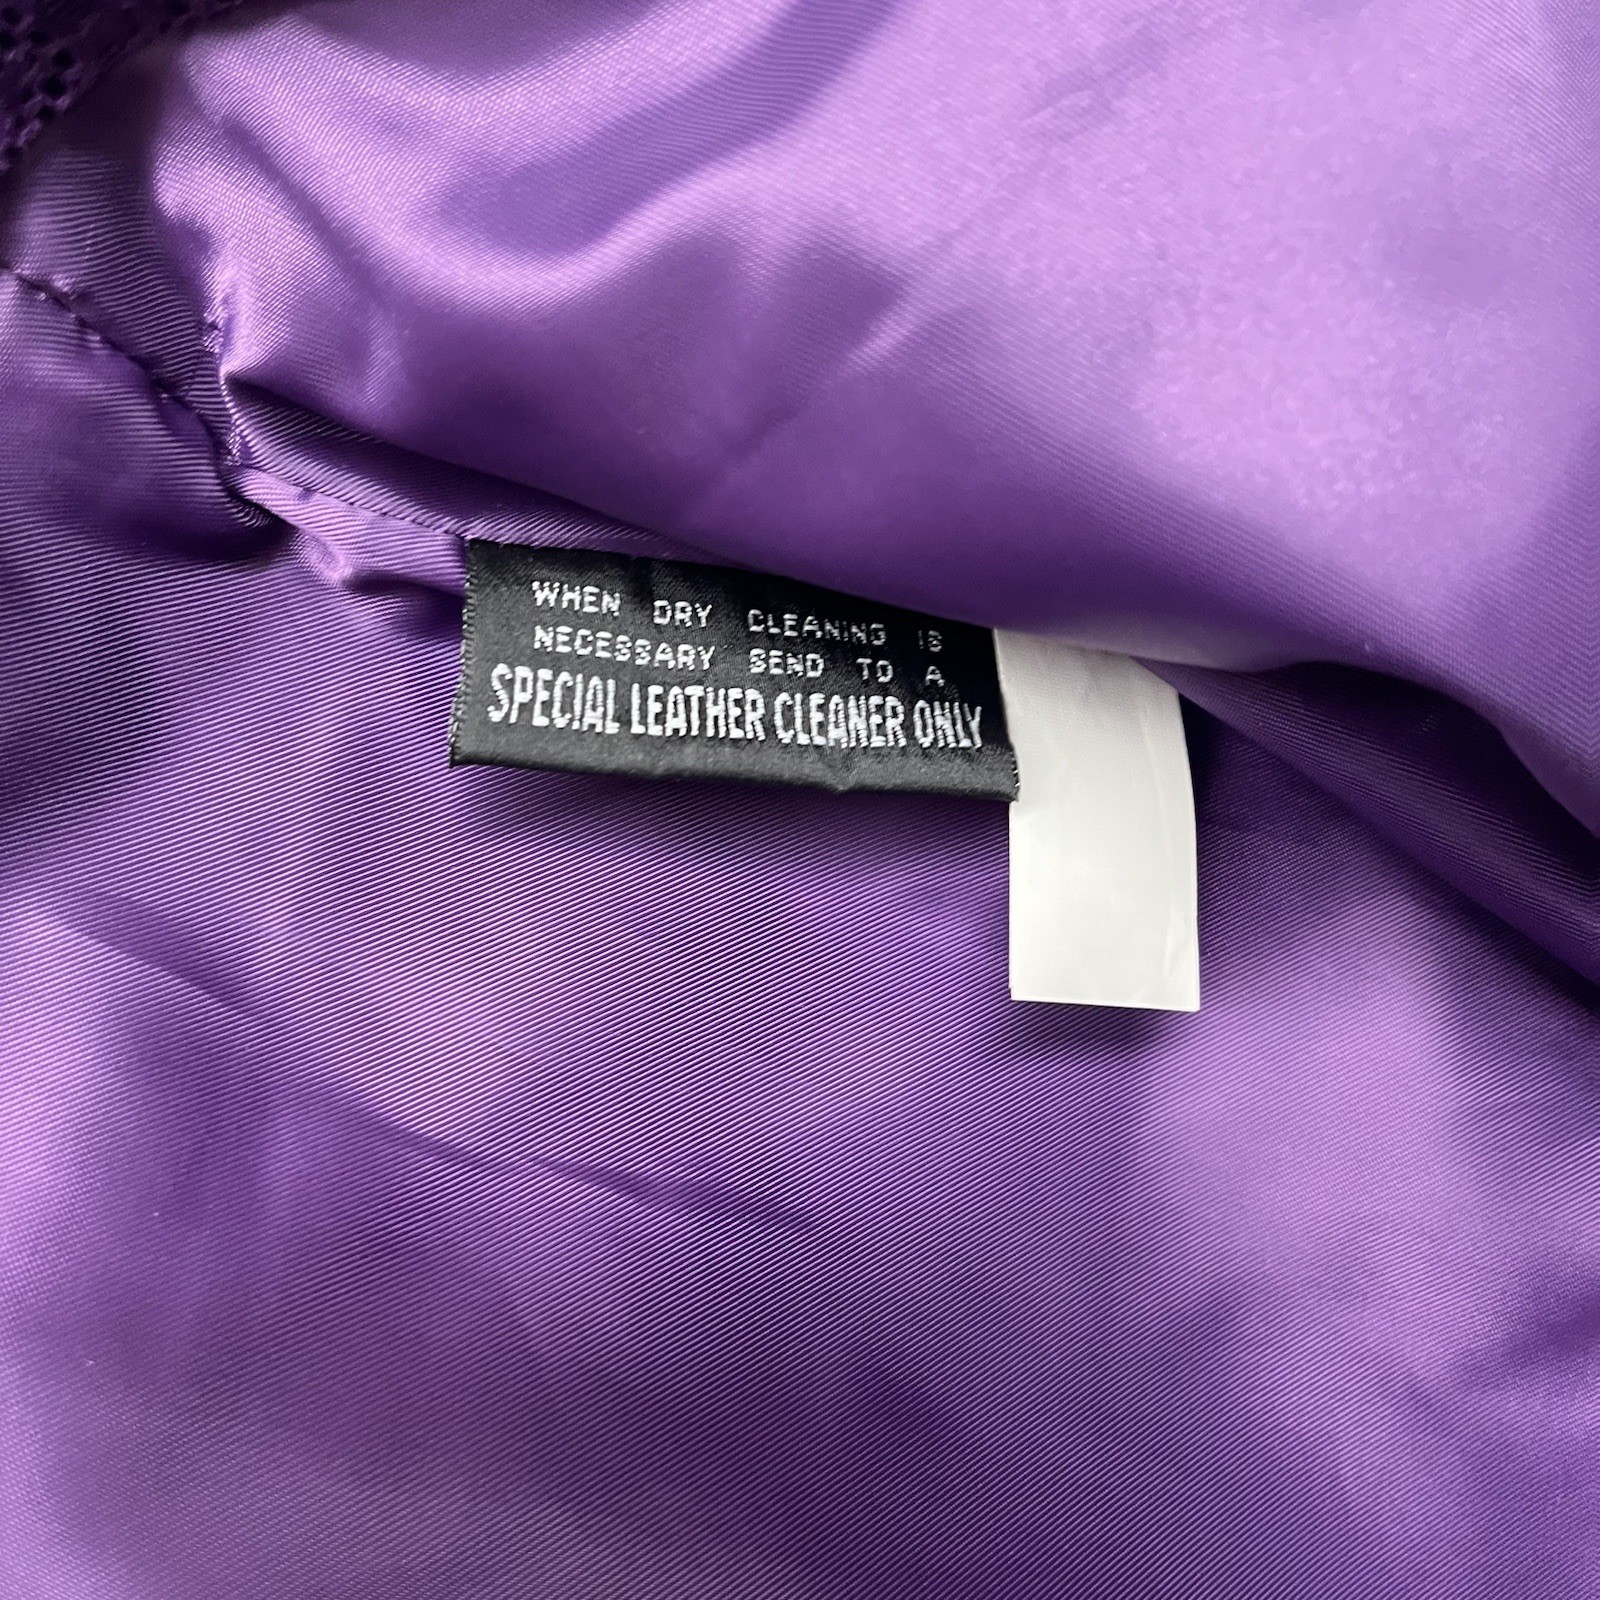 WHEN DRY CLEANING IS
NECESSARY SEND TO A
SPECIAL LEATHER CLEANER ONLY